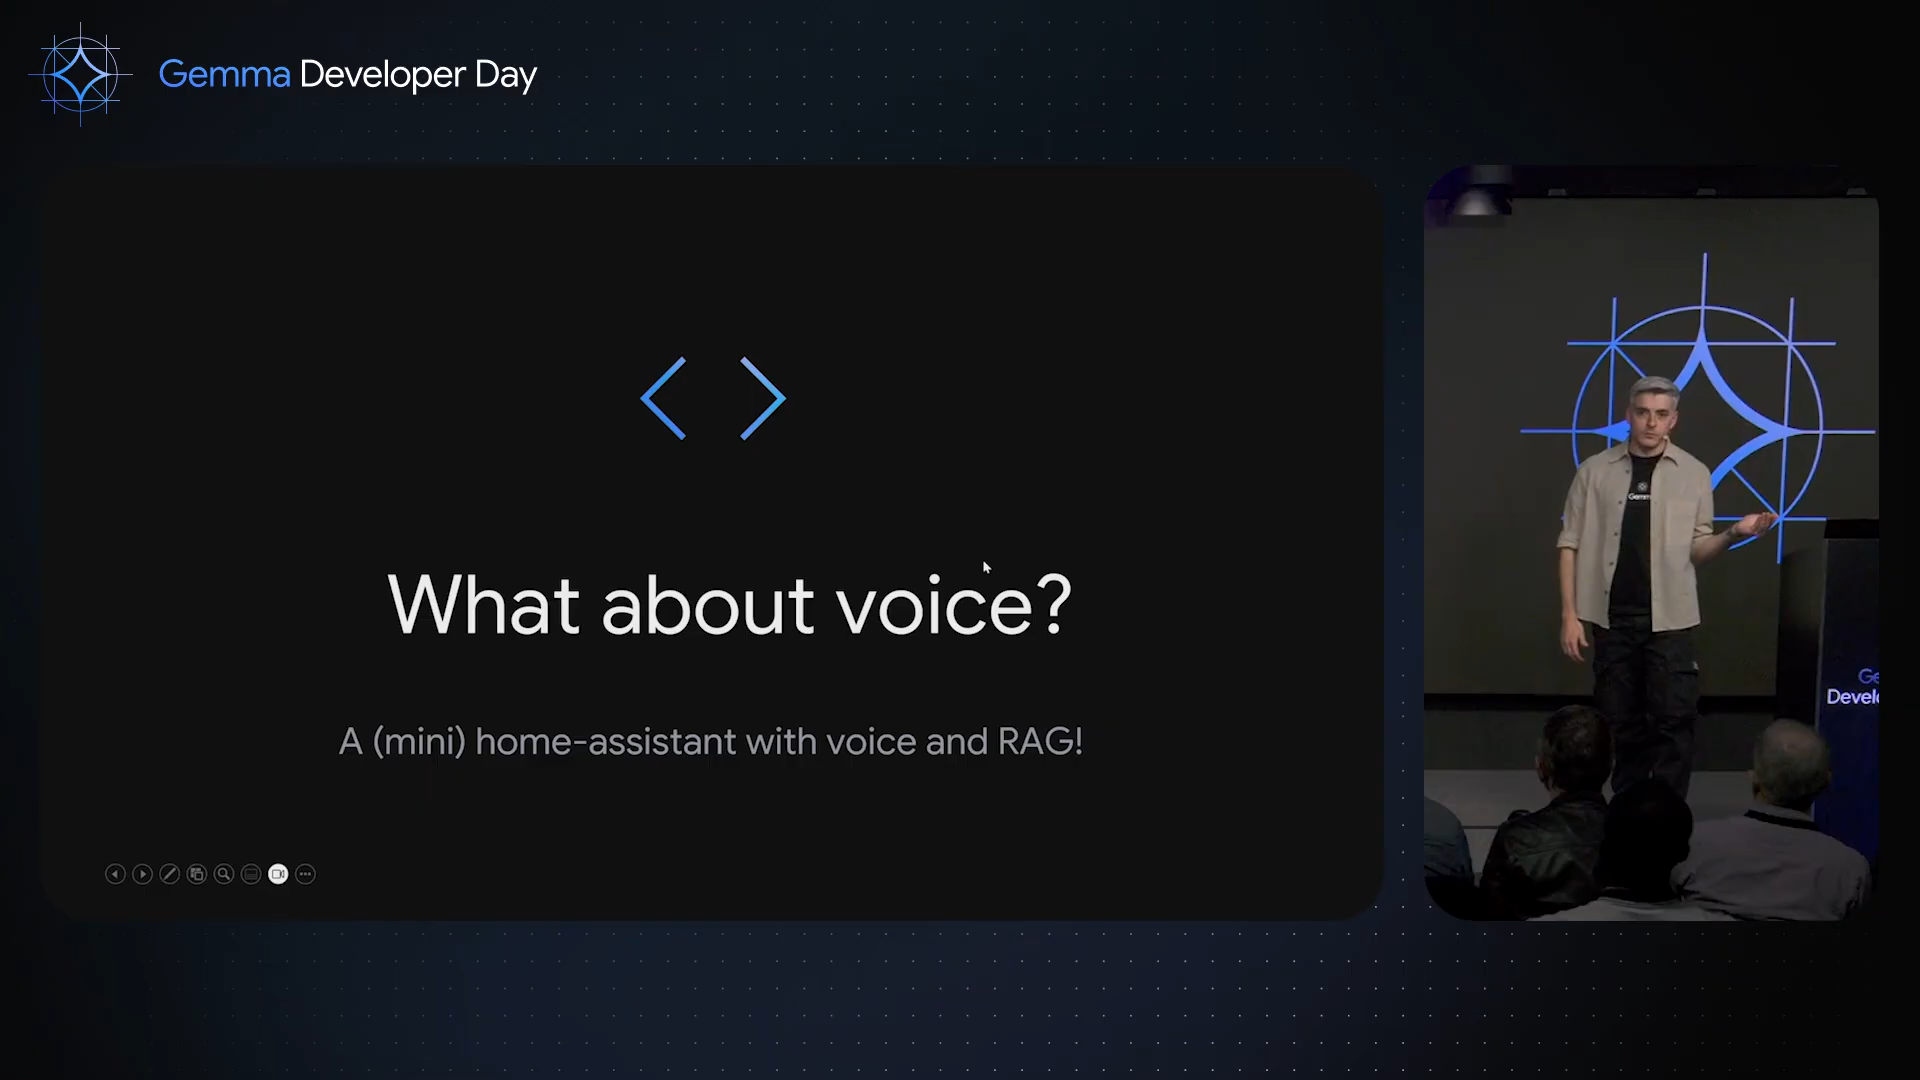 Gemma Developer Day
What about voice?
A (mini) home-assistant with voice and RAG!